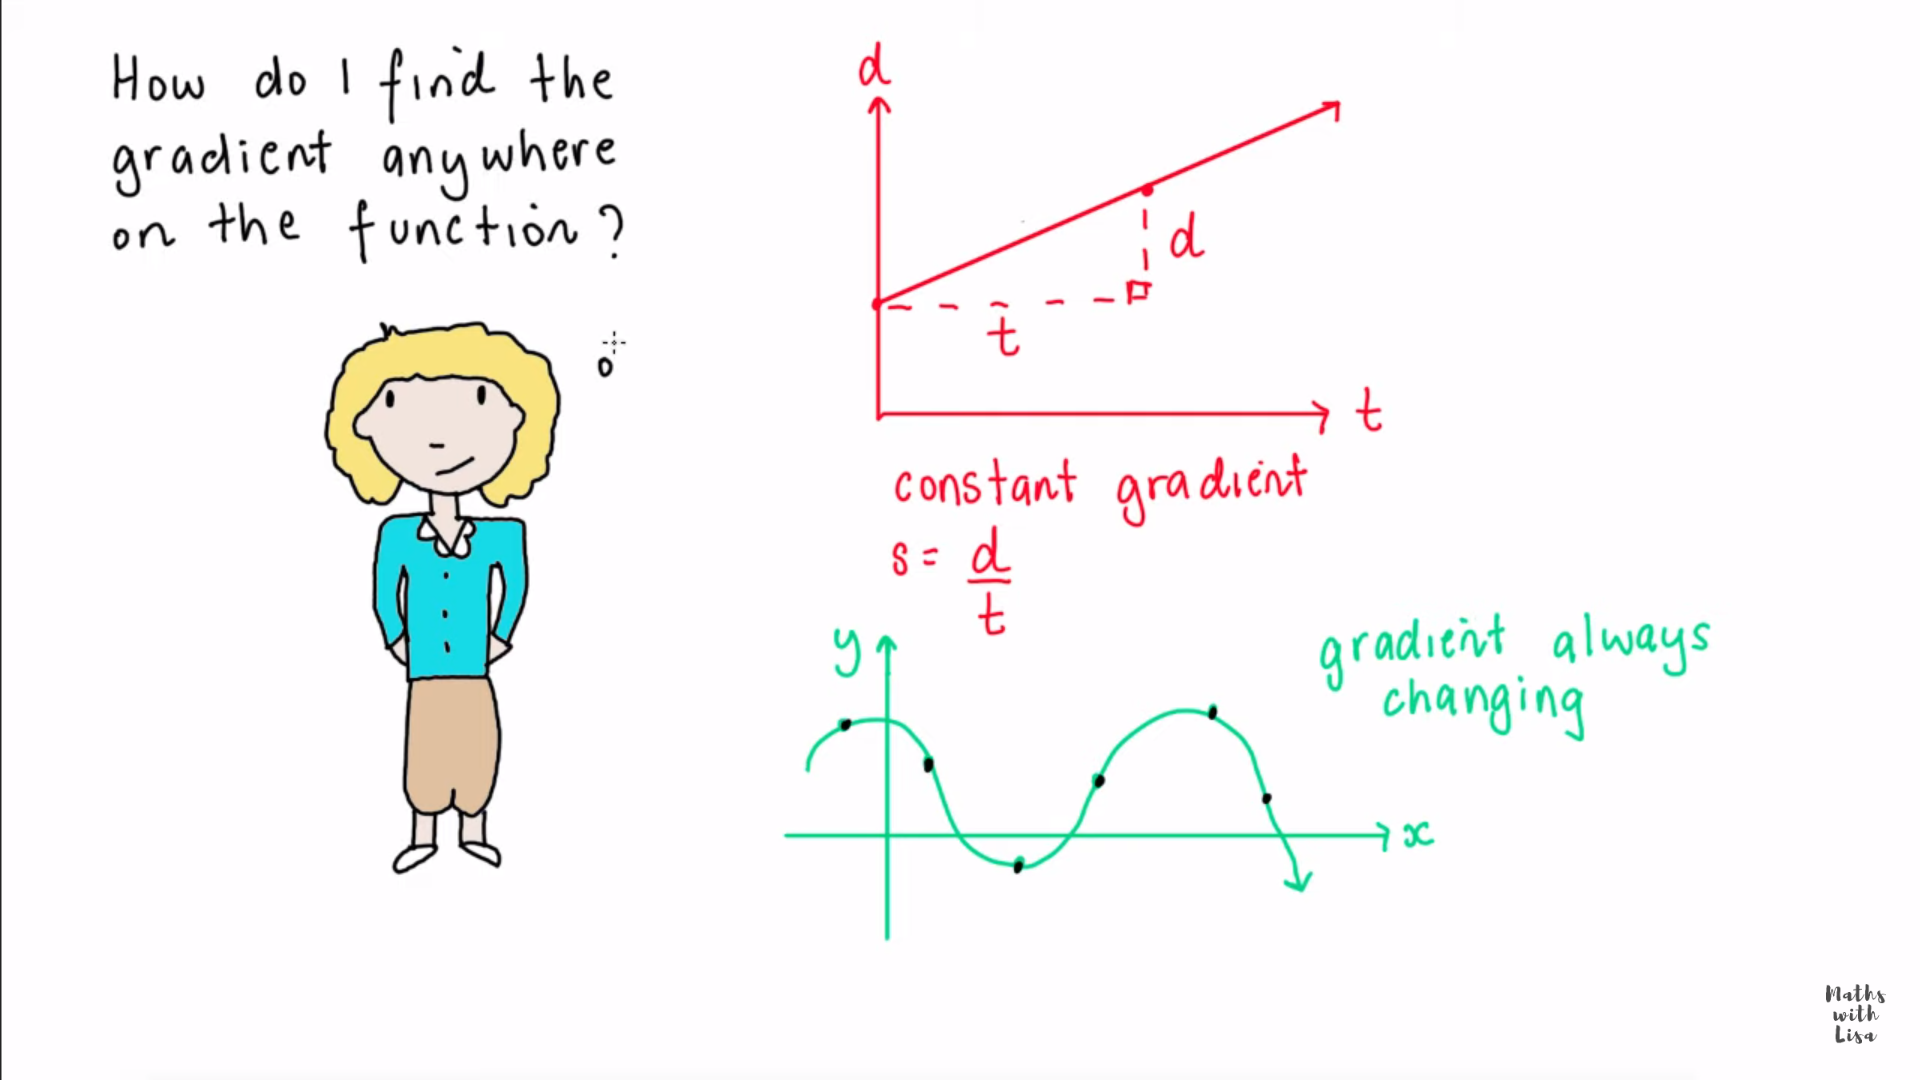 How do I find the
gradient anywhere
on the function?
d
d
t
t
constant gradient
s = d
t
y
gradient always
changing
x
Maths
with
Lisa